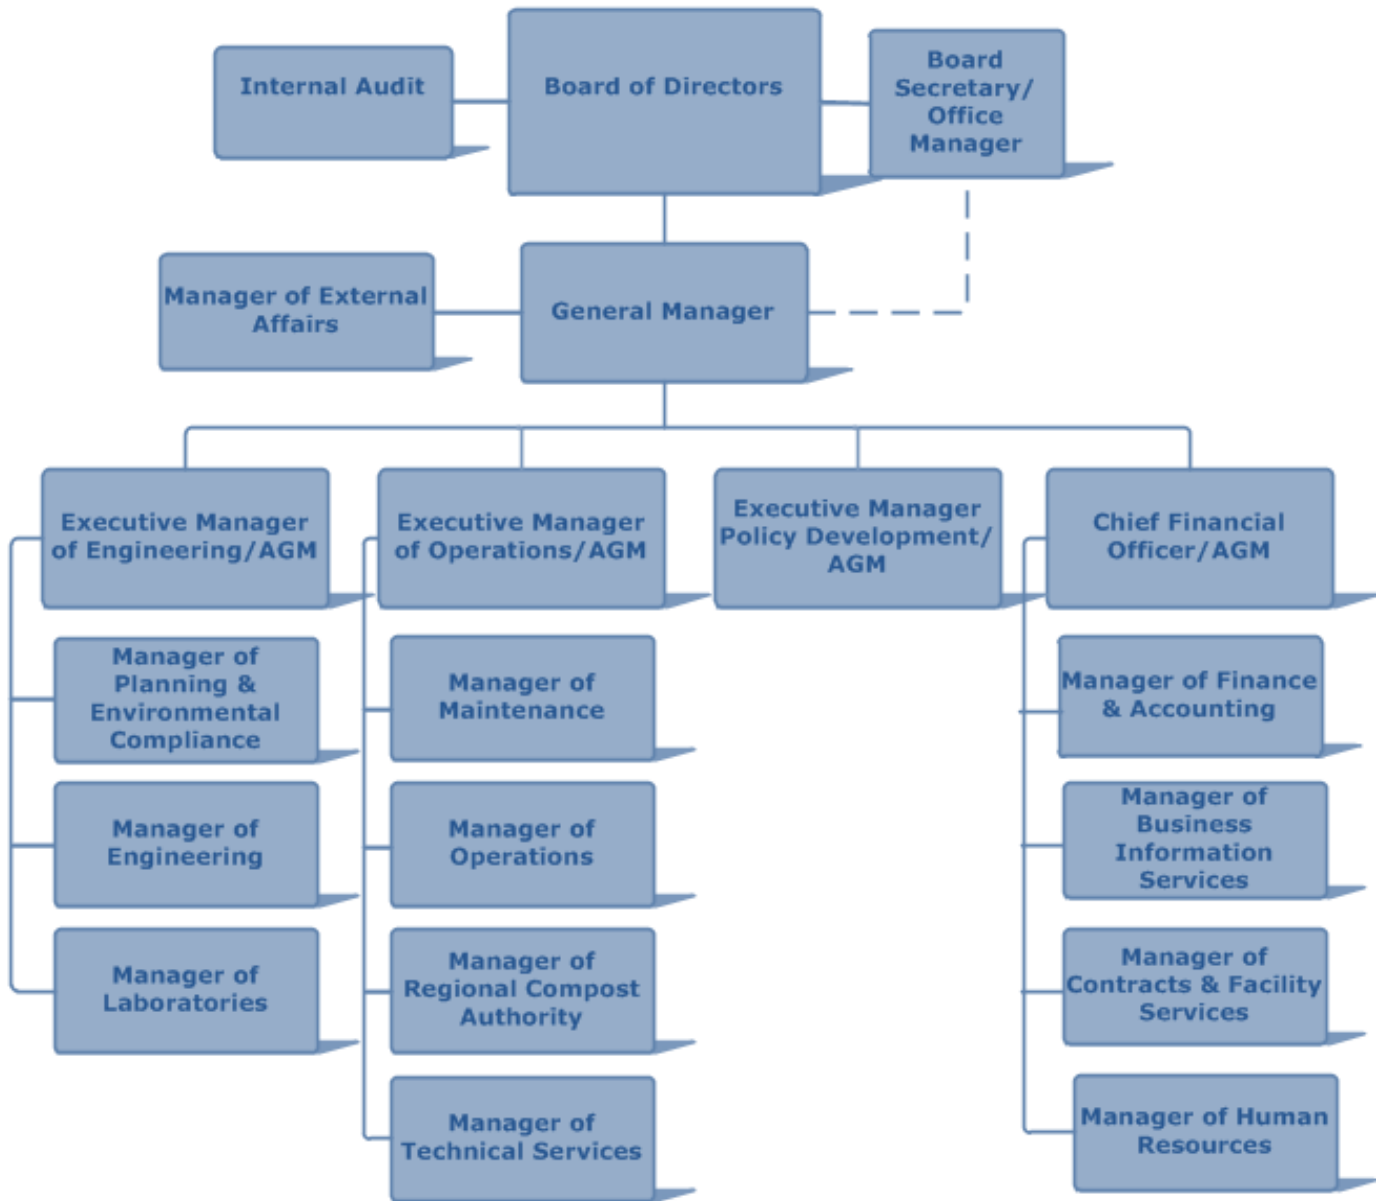 Internal Audit
Board of Directors
Board
Secretary/
Office
Manager
Manager of External
Affairs
General Manager
Executive Manager
of Engineering/AGM
Executive Manager
of Operations/AGM
Executive Manager
Policy Development/
AGM
Chief Financial
Officer/AGM
Manager of
Planning &
Environmental
Compliance
Manager of
Engineering
Manager of
Laboratories
Manager of
Maintenance
Manager of
Operations
Manager of
Regional Compost
Authority
Manager of
Technical Services
Manager of Finance
& Accounting
Manager of
Business
Information
Services
Manager of
Contracts & Facility
Services
Manager of Human
Resources